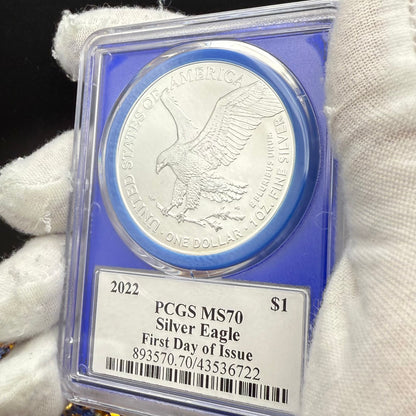 UNITED STATES OF AMERICA
E PLURIBUS UNUM
1 OZ. FINE SILVER - ONE DOLLAR
2022 PCGS MS70 $1
Silver Eagle
First Day of Issue
893570.70/43536722